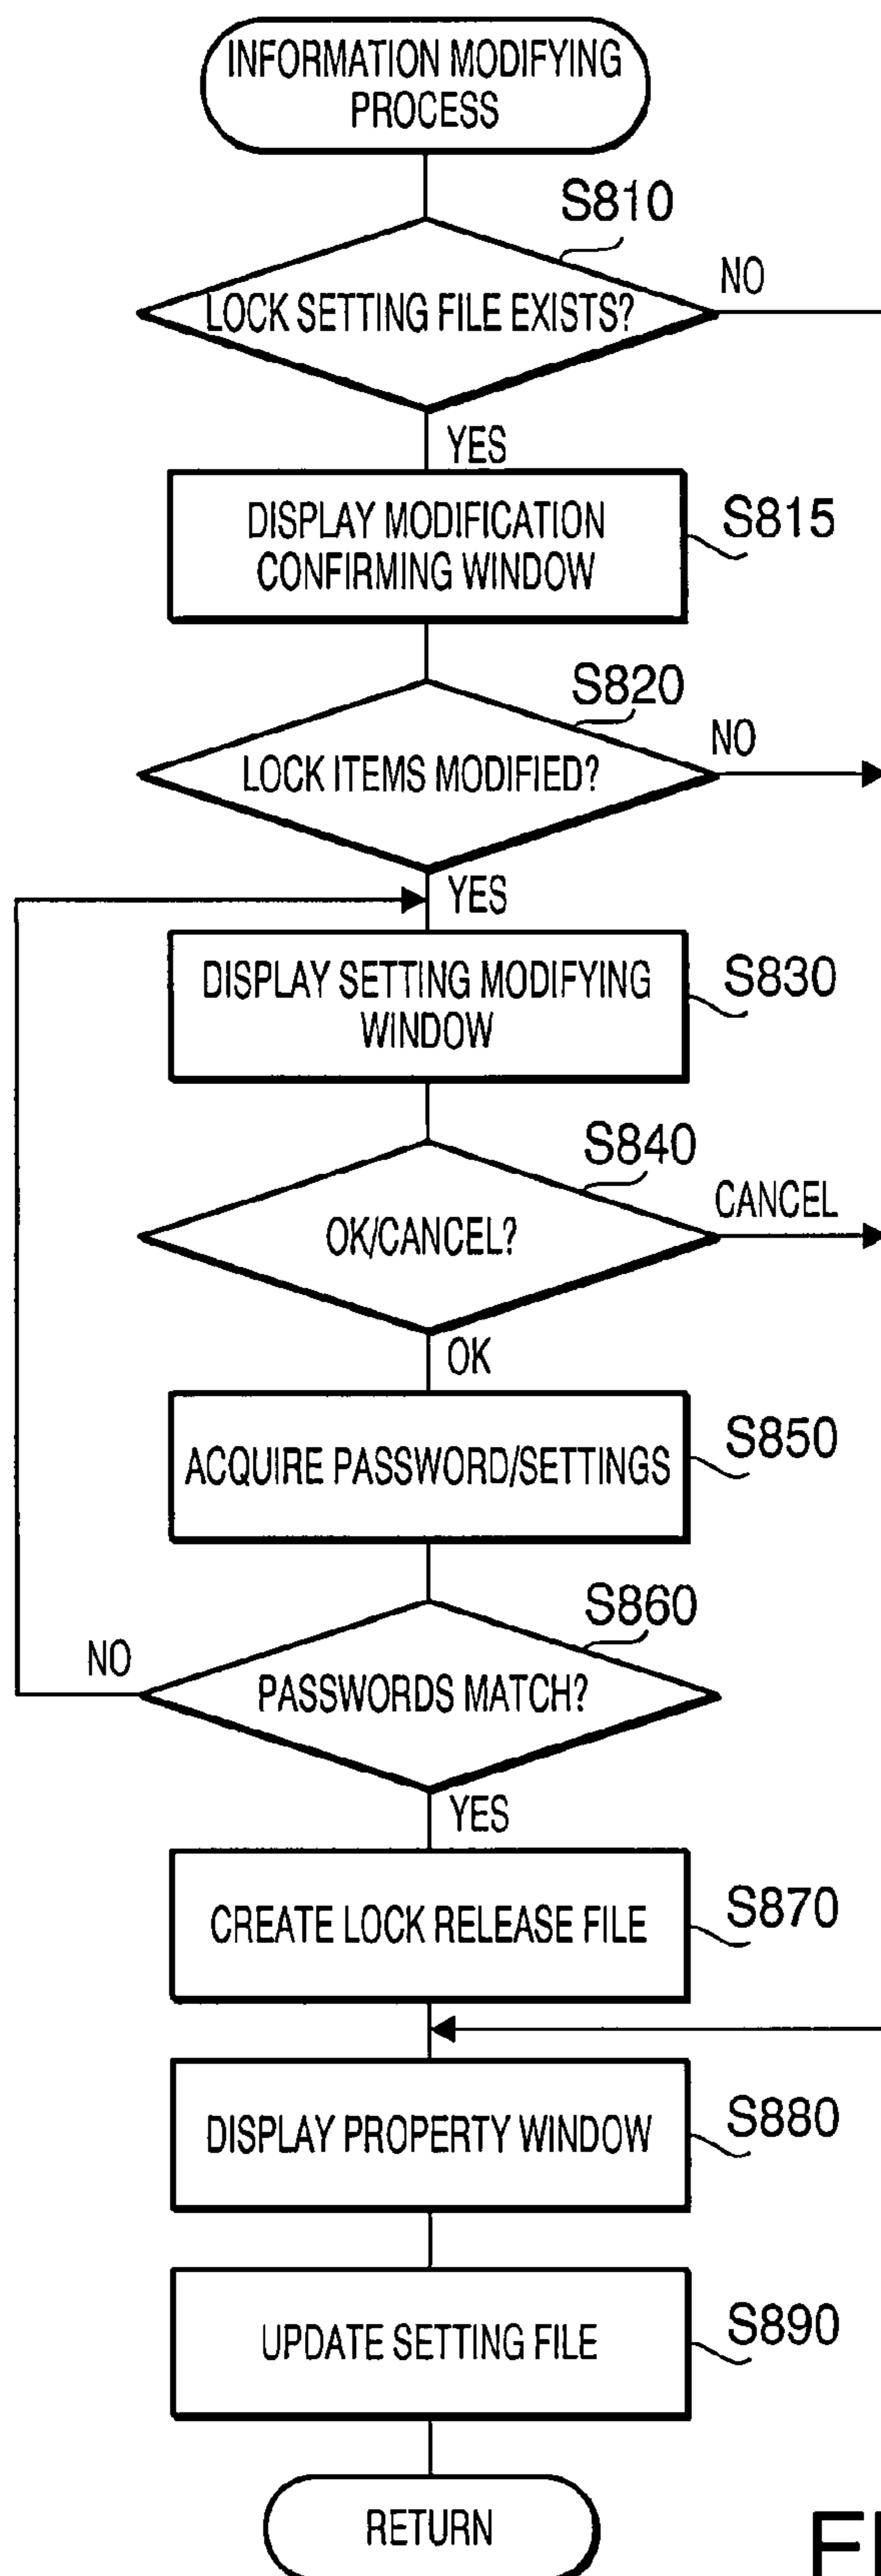 INFORMATION MODIFYING
PROCESS
S810
LOCK SETTING FILE EXISTS?
NO
YES
DISPLAY MODIFICATION
CONFIRMING WINDOW
S815
S820
LOCK ITEMS MODIFIED?
NO
YES
DISPLAY SETTING MODIFYING
WINDOW
S830
S840
OK/CANCEL?
CANCEL
OK
ACQUIRE PASSWORD/SETTINGS
S850
S860
NO
PASSWORDS MATCH?
YES
CREATE LOCK RELEASE FILE
S870
DISPLAY PROPERTY WINDOW
S880
UPDATE SETTING FILE
S890
RETURN